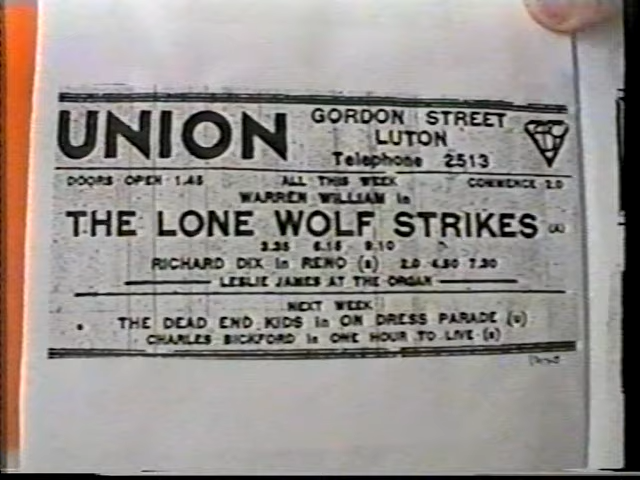 UNION
GORDON STREET
LUTON
Telephone 2513
DOORS OPEN 1.45 ALL THIS WEEK COMMENCE 2.0
WARREN WILLIAM in
THE LONE WOLF STRIKES (A)
3.35 6.15 9.10
RICHARD DIX in RENO (A) 2.0 4.50 7.30
LESLIE JAMES AT THE ORGAN
NEXT WEEK
THE DEAD END KIDS in ON DRESS PARADE (U)
CHARLES BICKFORD in ONE HOUR TO LIVE (A)